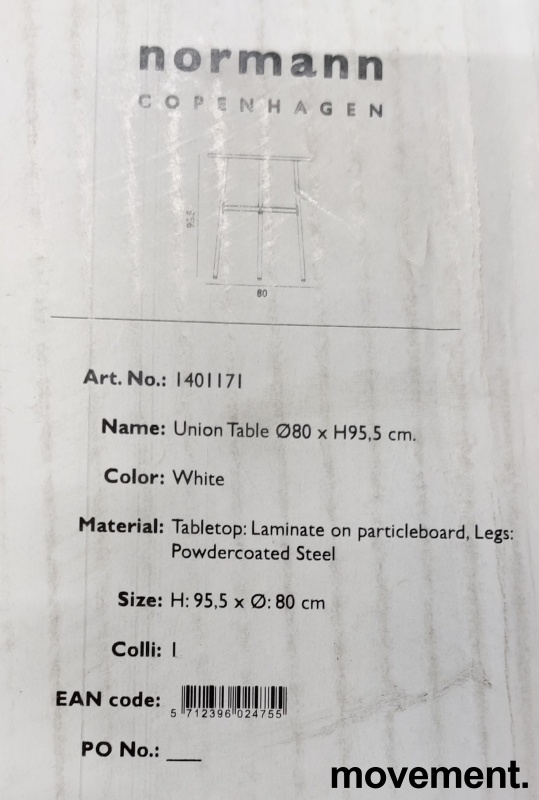 normann
COPENHAGEN
95,5
80
Art. No.: 1401171
Name: Union Table Ø80 x H95,5 cm.
Color: White
Material: Tabletop: Laminate on particleboard, Legs:
Powdercoated Steel
Size: H: 95,5 x Ø: 80 cm
Colli: 1
EAN code: 5 712396 024755
PO No.: ___
movement.